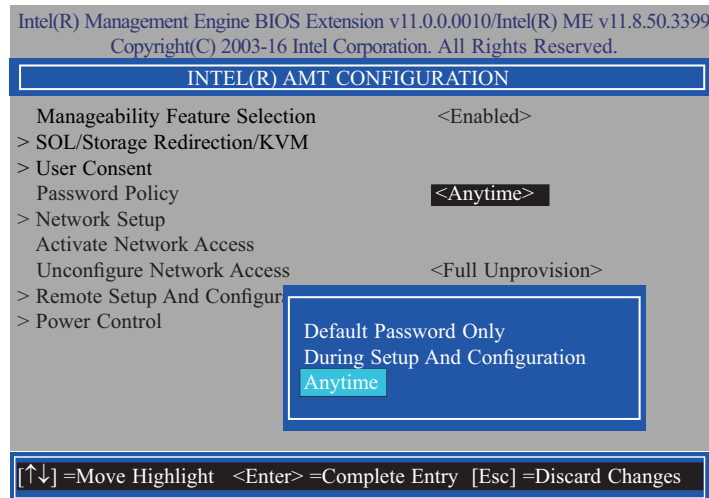 Intel(R) Management Engine BIOS Extension v11.0.0.0010/Intel(R) ME v11.8.50.3399
Copyright(C) 2003-16 Intel Corporation. All Rights Reserved.
INTEL(R) AMT CONFIGURATION
Manageability Feature Selection <Enabled>
> SOL/Storage Redirection/KVM
> User Consent
Password Policy <Anytime>
> Network Setup
Activate Network Access
Unconfigure Network Access <Full Unprovision>
> Remote Setup And
> Power Control
Default Password Only
During Setup And Configuration
Anytime
[↑↓] =Move Highlight <Enter> =Complete Entry [Esc] =Discard Changes